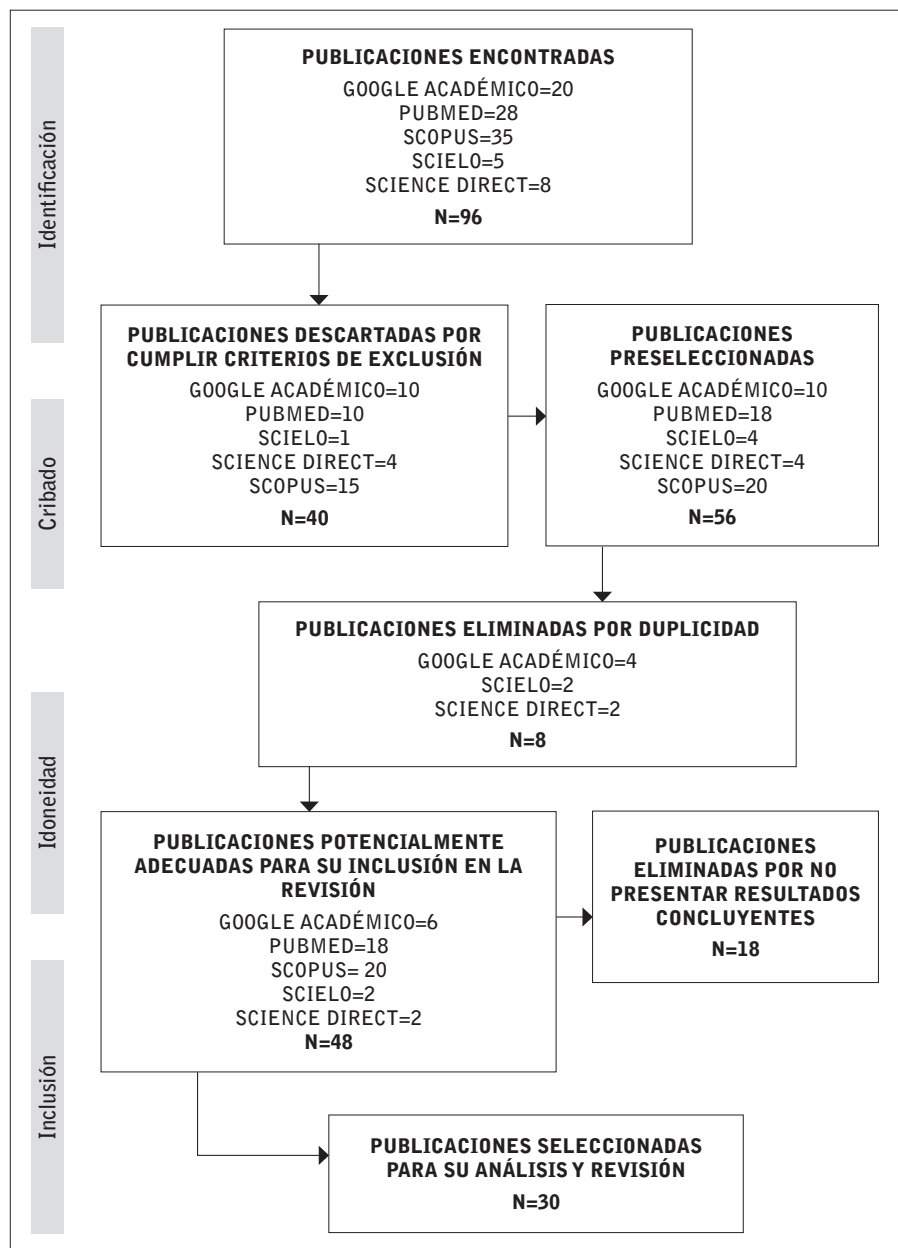 Identificación
PUBLICACIONES ENCONTRADAS
GOOGLE ACADÉMICO=20
PUBMED=28
SCOPUS=35
SCIELO=5
SCIENCE DIRECT=8
N=96
PUBLICACIONES DESCARTADAS POR
CUMPLIR CRITERIOS DE EXCLUSIÓN
GOOGLE ACADÉMICO=10
PUBMED=10
SCIELO=1
SCIENCE DIRECT=4
SCOPUS=15
N=40
PUBLICACIONES
PRESELECCIONADAS
GOOGLE ACADÉMICO=10
PUBMED=18
SCIELO=4
SCIENCE DIRECT=4
SCOPUS=20
N=56
Cribado
PUBLICACIONES ELIMINADAS POR DUPLICIDAD
GOOGLE ACADÉMICO=4
SCIELO=2
SCIENCE DIRECT=2
N=8
Idoneidad
PUBLICACIONES POTENCIALMENTE
ADECUADAS PARA SU INCLUSIÓN EN LA
REVISIÓN
GOOGLE ACADÉMICO=6
PUBMED=18
SCOPUS= 20
SCIELO=2
SCIENCE DIRECT=2
N=48
PUBLICACIONES
ELIMINADAS POR NO
PRESENTAR RESULTADOS
CONCLUYENTES
N=18
Inclusión
PUBLICACIONES SELECCIONADAS
PARA SU ANÁLISIS Y REVISIÓN
N=30